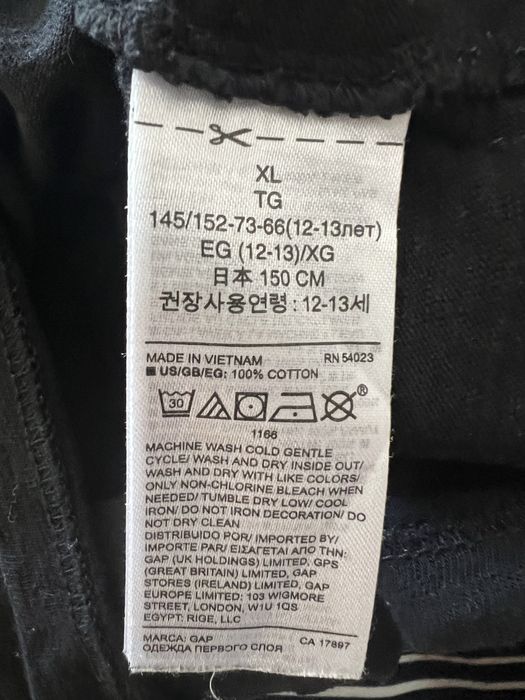 XL
TG
145/152-73-66(12-13лет)
EG (12-13)/XG
日本 150 CM
권장사용연령 : 12-13세
MADE IN VIETNAM RN 54023
US/GB/EG: 100% COTTON
30 ®
1166
MACHINE WASH COLD GENTLE
CYCLE/ WASH AND DRY INSIDE OUT/
WASH AND DRY WITH LIKE COLORS/
ONLY NON-CHLORINE BLEACH WHEN
NEEDED/ TUMBLE DRY LOW/ COOL
IRON/ DO NOT IRON DECORATION/ DO
NOT DRY CLEAN
DISTRIBUIDO POR/ IMPORTED BY/
IMPORTE PAR/ ΕΙΣΑΓΕΤΑΙ ΑΠΟ ΤΗΝ:
GAP (UK HOLDINGS) LIMITED, GPS
(GREAT BRITAIN) LIMITED, GAP
STORES (IRELAND) LIMITED, GAP
EUROPE LIMITED: 103 WIGMORE
STREET, LONDON, W1U 1QS
EGYPT: RIGE, LLC
MARCA: GAP CA 17897
ОДЕЖДА ПЕРВОГО СЛОЯ